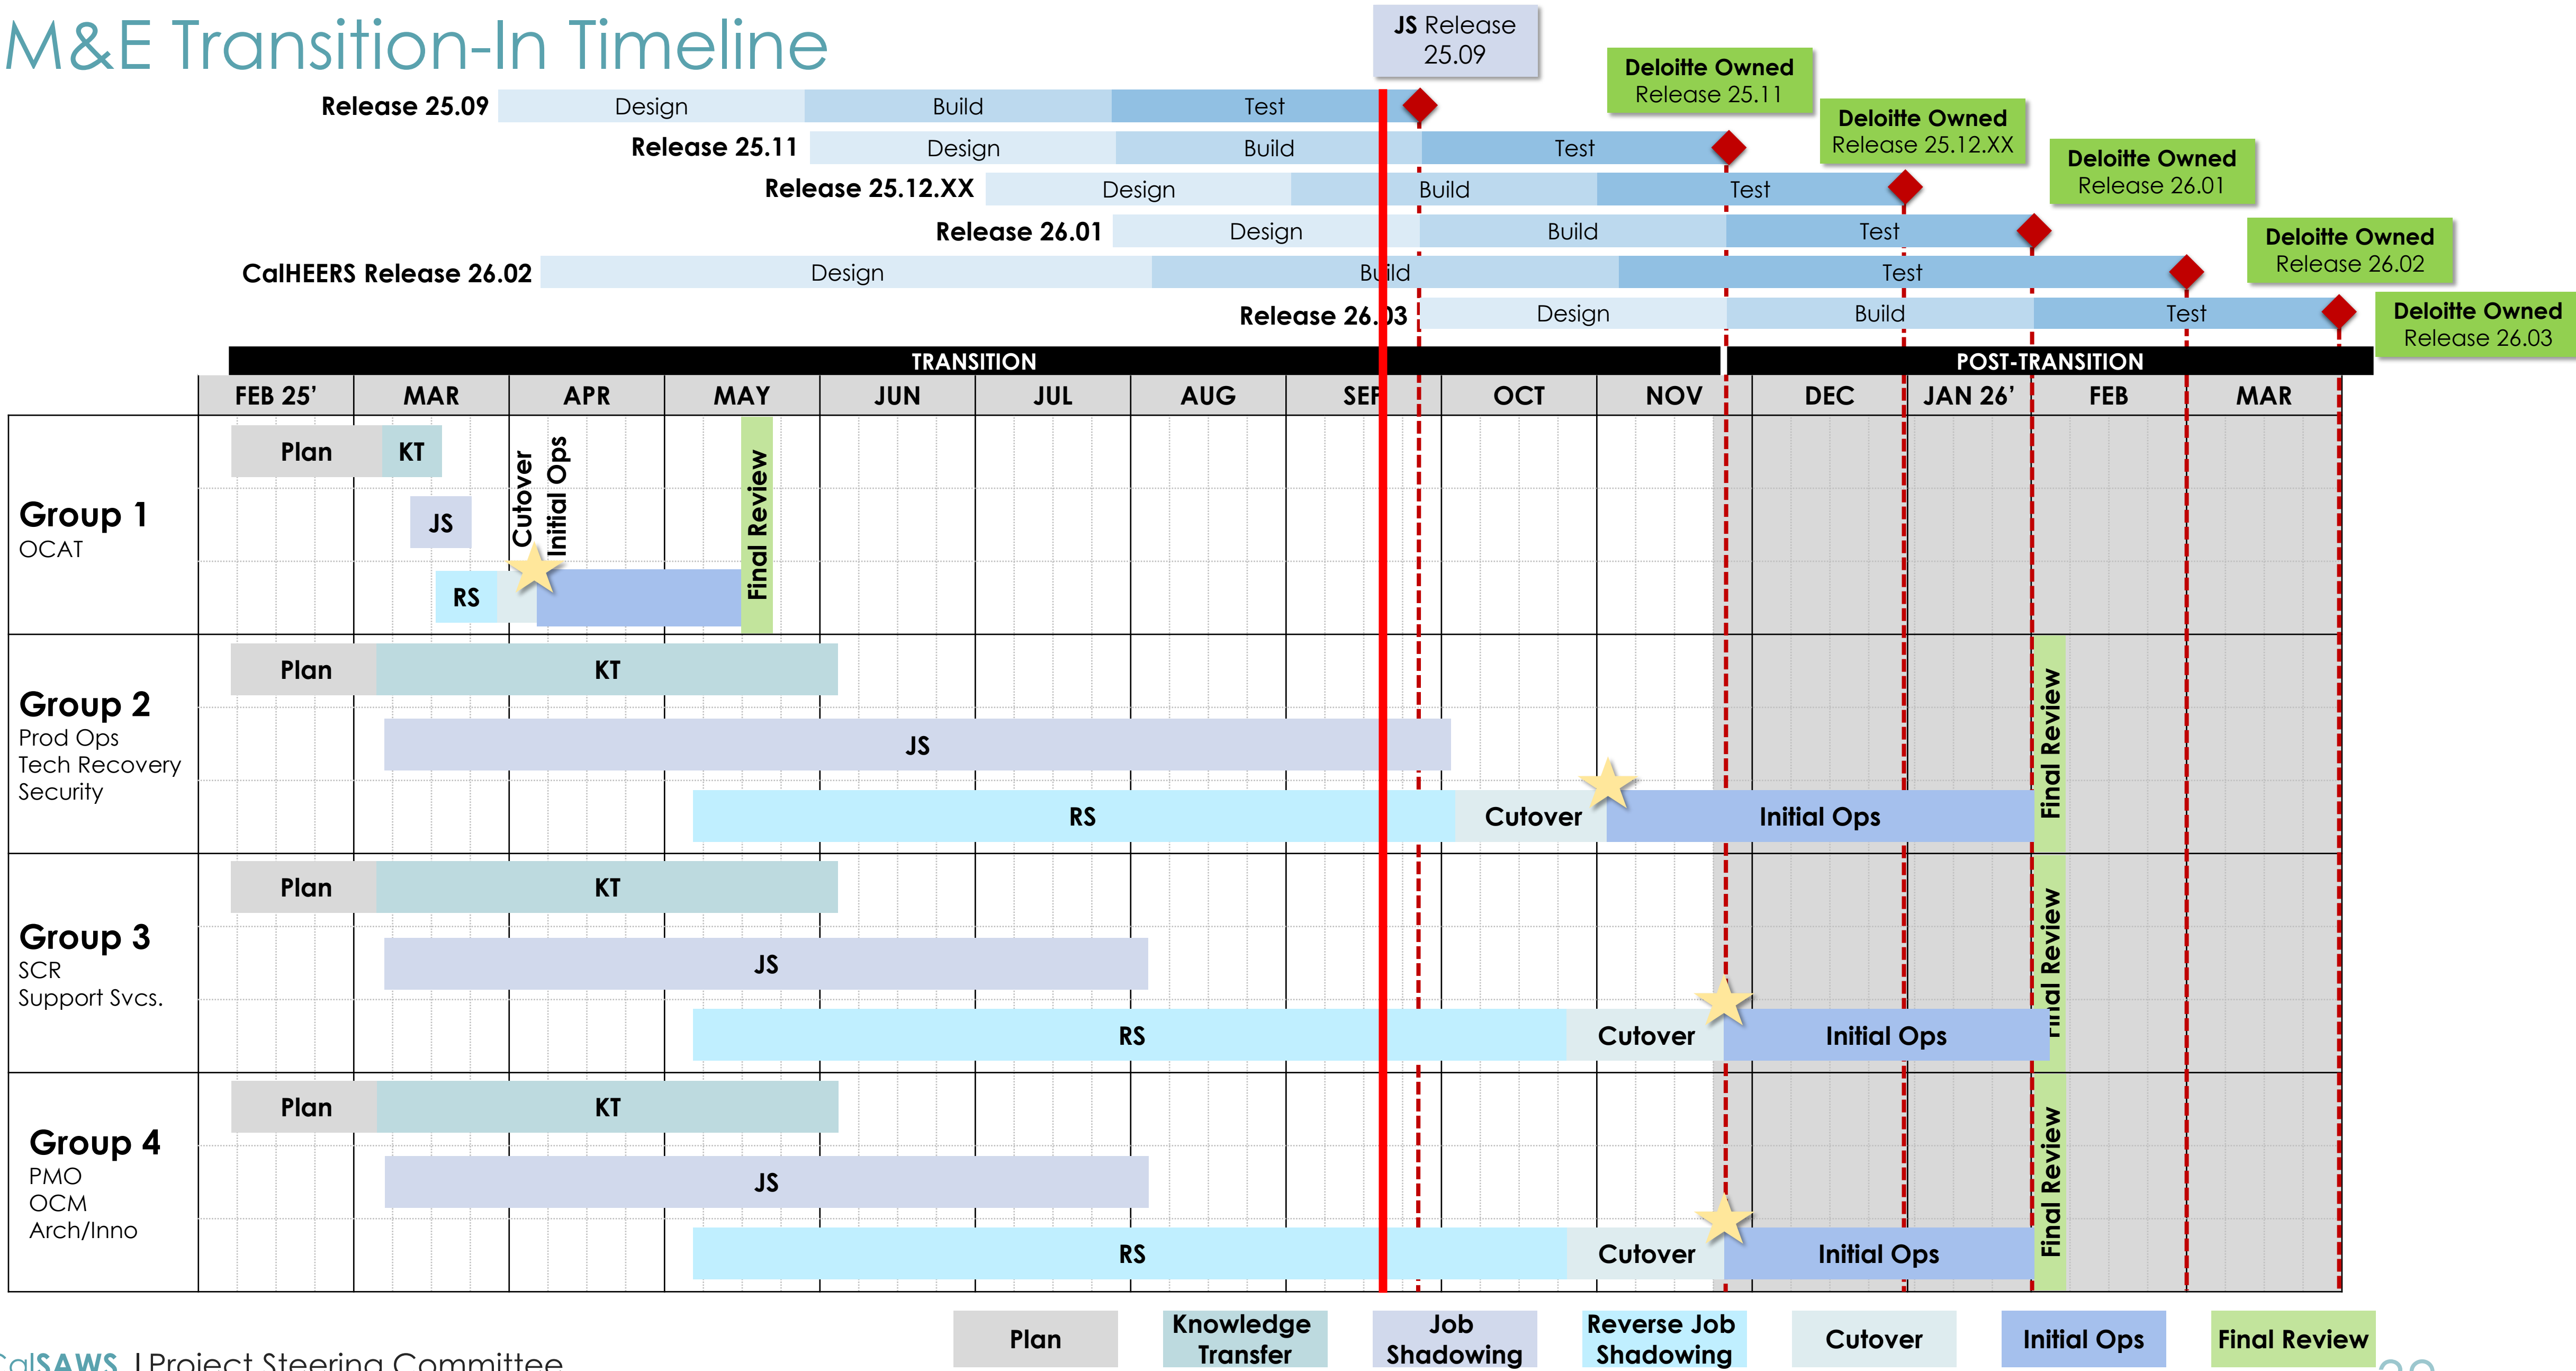 M&E Transition-In Timeline
JS Release
25.09
Deloitte Owned
Release 25.11
Deloitte Owned
Release 25.12.XX
Deloitte Owned
Release 26.01
Deloitte Owned
Release 26.02
Deloitte Owned
Release 26.03
Release 25.09 Design Build Test
Release 25.11 Design Build Test
Release 25.12.XX Design Build Test
Release 26.01 Design Build Test
CalHEERS Release 26.02 Design Build Test
Release 26.03 Design Build Test
TRANSITION POST-TRANSITION
FEB 25’ MAR APR MAY JUN JUL AUG SEP OCT NOV DEC JAN 26’ FEB MAR
Group 1
OCAT
Plan KT
JS
RS
Cutover
Initial Ops
Final Review
Group 2
Prod Ops
Tech Recovery
Security
Plan KT
JS
RS Cutover Initial Ops
Final Review
Group 3
SCR
Support Svcs.
Plan KT
JS
RS Cutover Initial Ops
Final Review
Group 4
PMO
OCM
Arch/Inno
Plan KT
JS
RS Cutover Initial Ops
Final Review
Plan
Knowledge
Transfer
Job
Shadowing
Reverse Job
Shadowing
Cutover
Initial Ops
Final Review
CalSAWS | Project Steering Committee